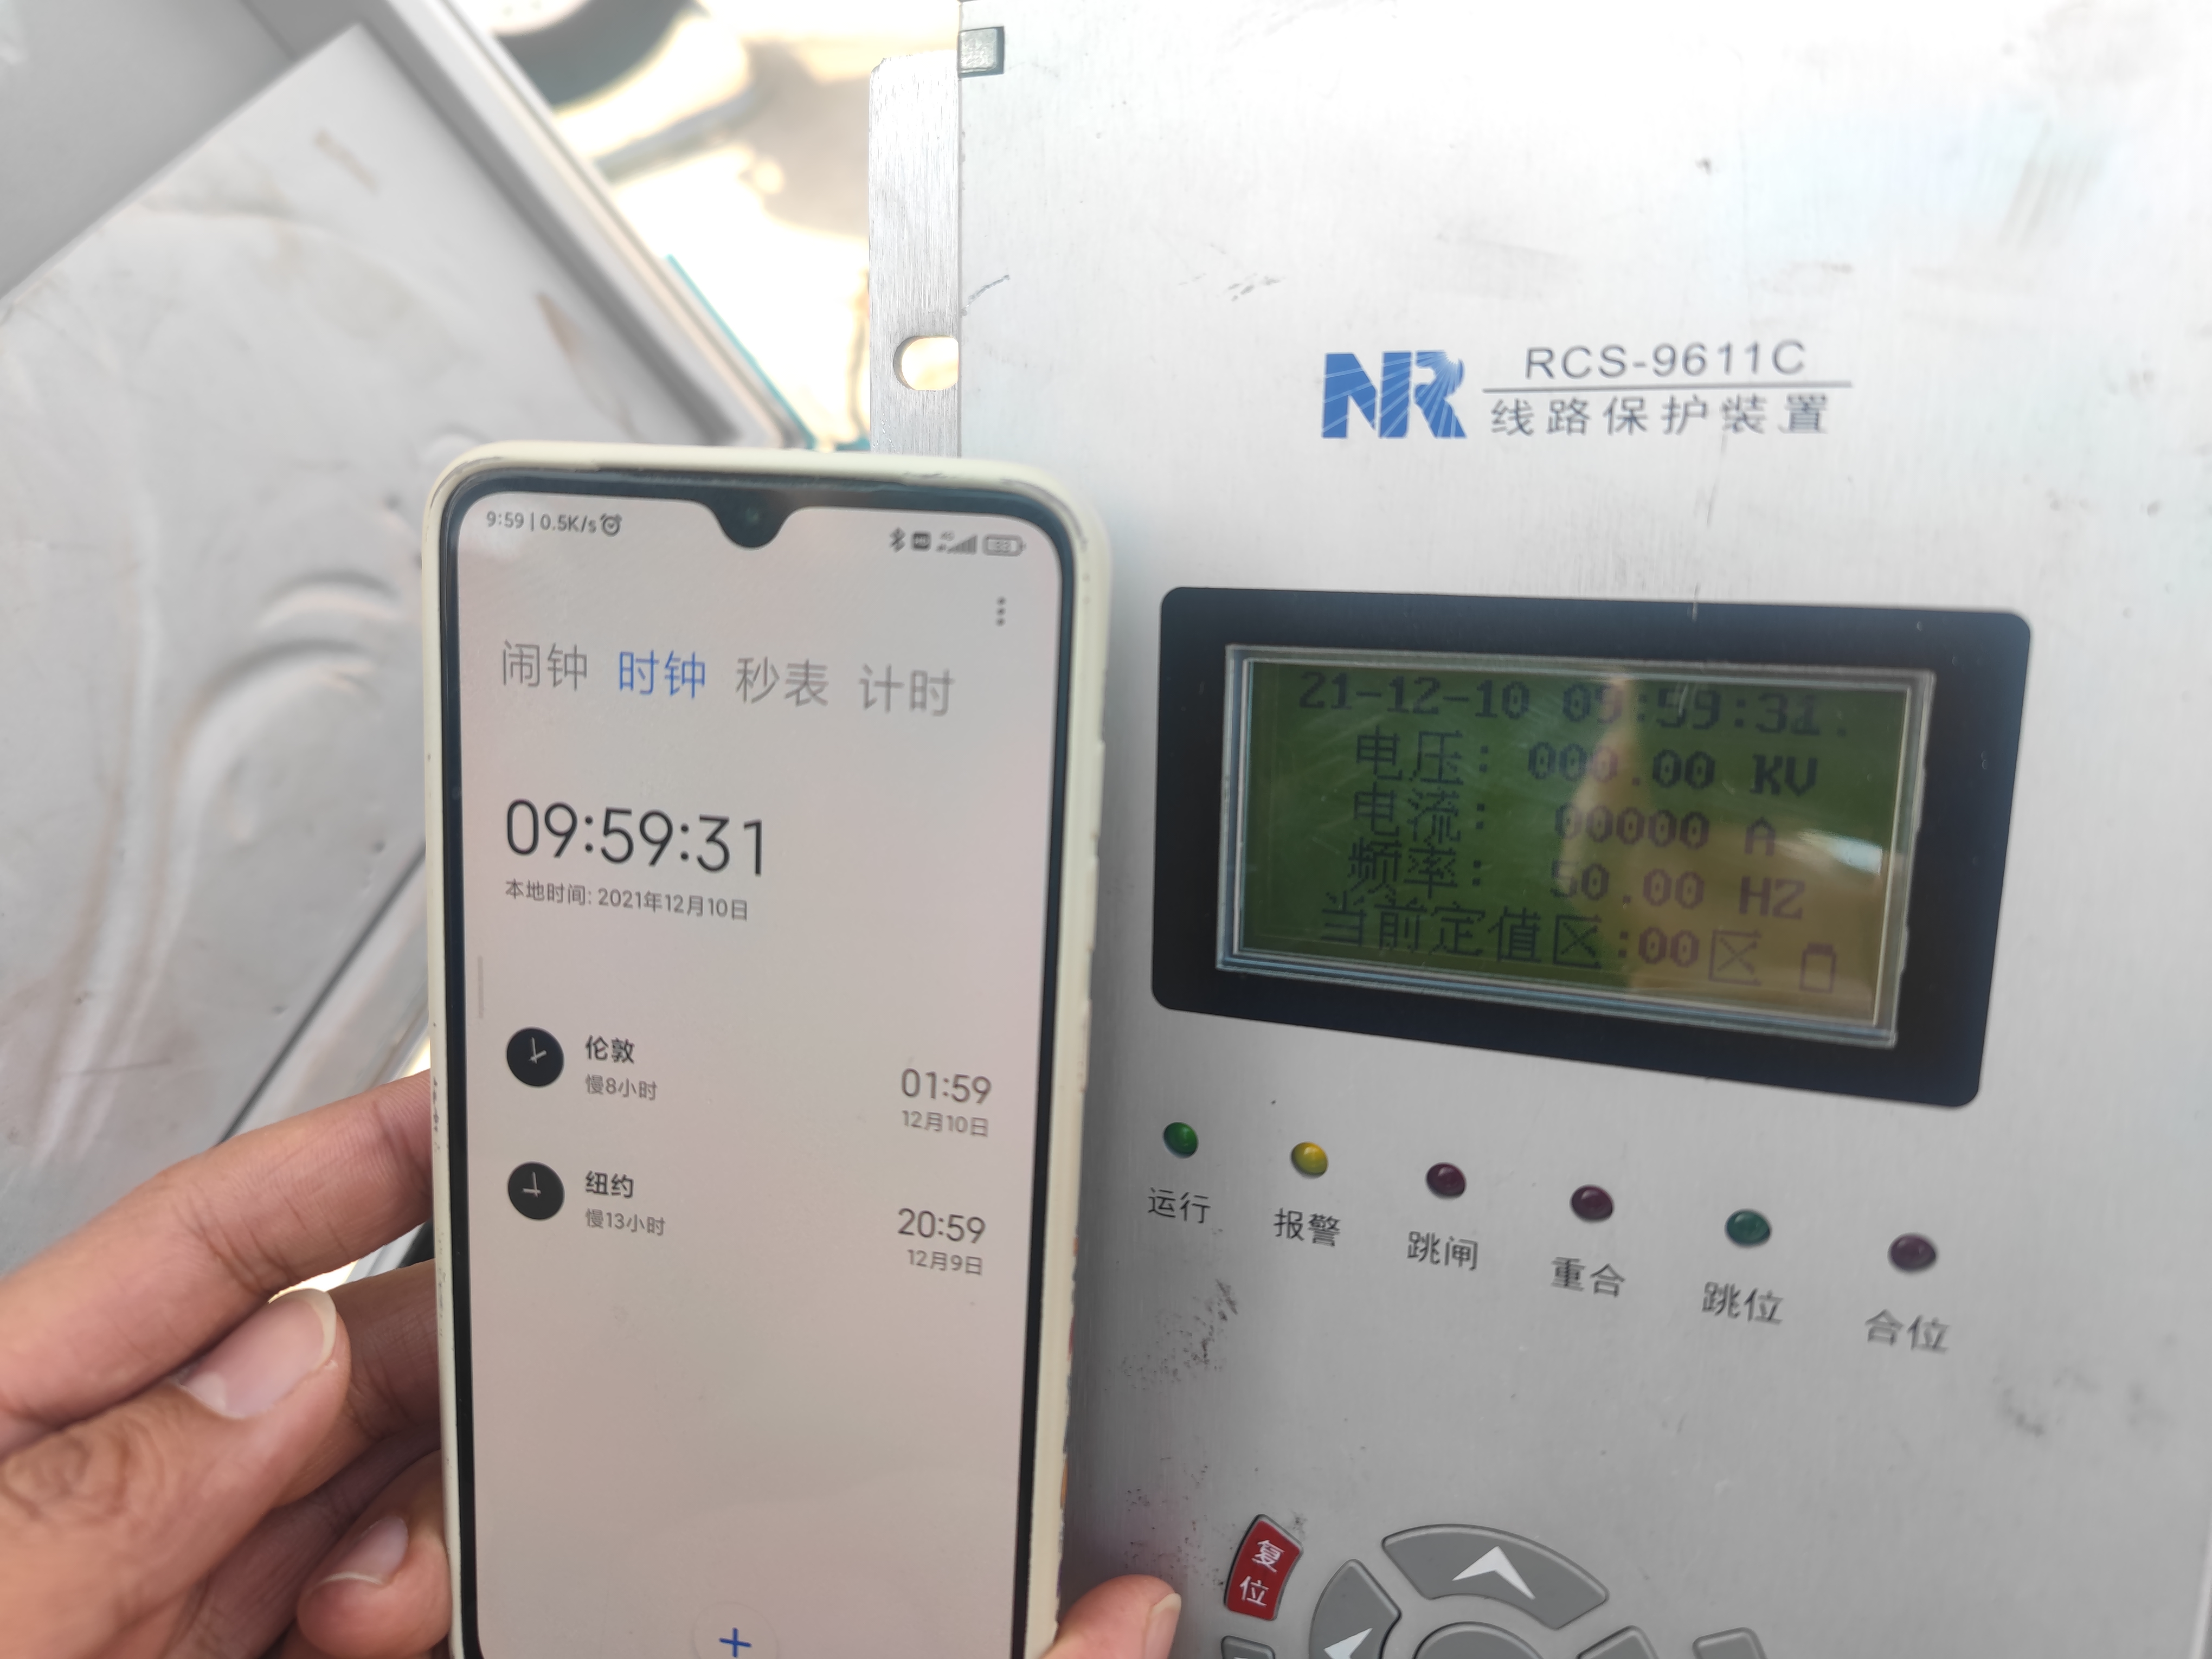 NR
RCS-9611C
线路保护装置
9:59 | 0.5K/s
闹钟 时钟 秒表 计时
09:59:31
本地时间: 2021年12月10日
伦敦
慢8小时
01:59
12月10日
纽约
慢13小时
20:59
12月9日
+
21-12-10 09:59:31
电压: 000.00 KV
电流: 00000 A
频率: 50.00 HZ
当前定值区:00区
运行 报警 跳闸 重合 跳位 合位
复位